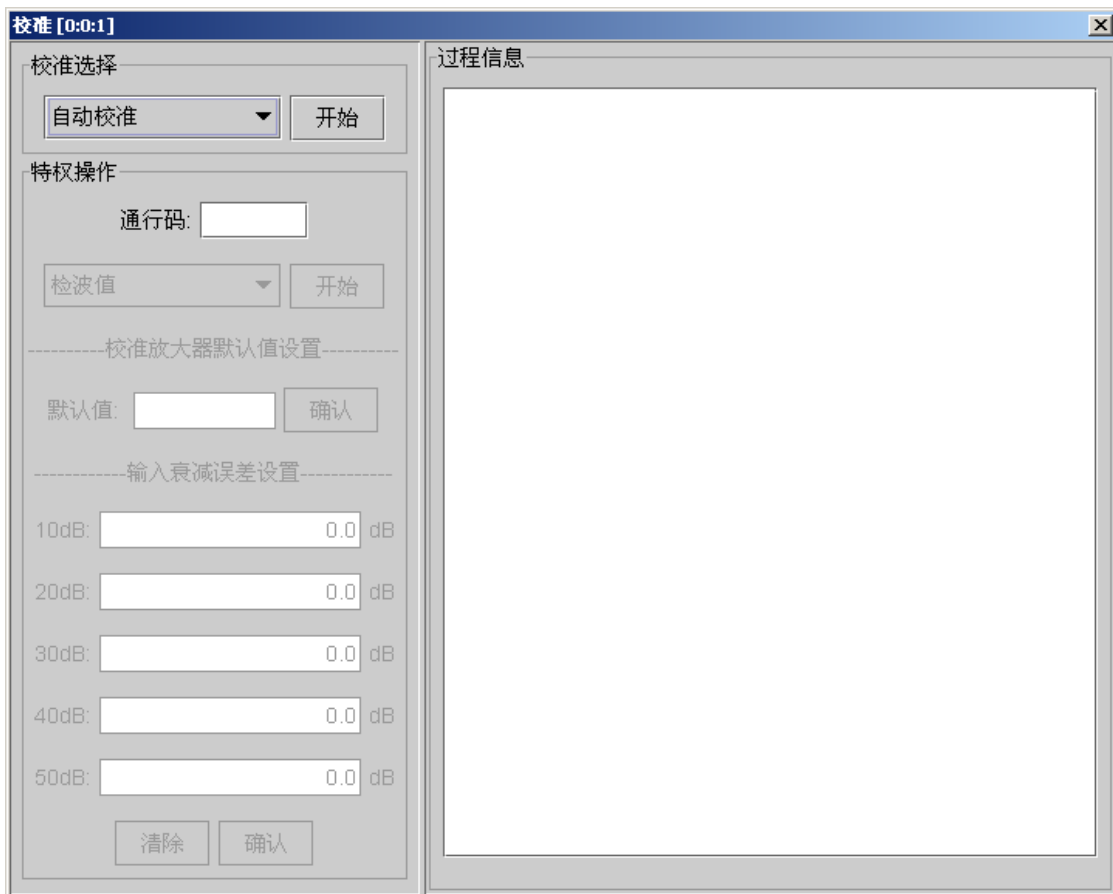 校准 [0:0:1]
校准选择
自动校准 开始
特权操作
通行码:
检波值 开始
----------校准放大器默认值设置----------
默认值: 确认
------------输入衰减误差设置------------
10dB: 0.0 dB
20dB: 0.0 dB
30dB: 0.0 dB
40dB: 0.0 dB
50dB: 0.0 dB
清除 确认
过程信息